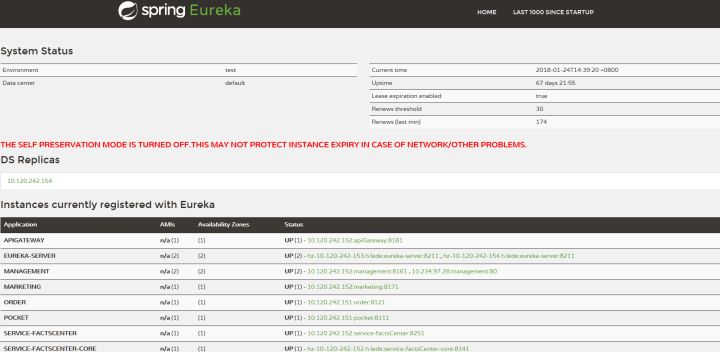 spring Eureka HOME LAST 1000 SINCE STARTUP
System Status
Environment test Current time 2018-01-24T14:39:20 +0800
Data center default Uptime 67 days 21:55
Lease expiration enabled true
Renews threshold 30
Renews (last min) 174
THE SELF PRESERVATION MODE IS TURNED OFF.THIS MAY NOT PROTECT INSTANCE EXPIRY IN CASE OF NETWORK/OTHER PROBLEMS.
DS Replicas
10.120.242.154
Instances currently registered with Eureka
Application AMIs Availability Zones Status
APIGATEWAY n/a (1) (1) UP (1) - 10.120.242.152:apiGateway:8181
EUREKA-SERVER n/a (2) (2) UP (2) - hz-10-120-242-153.h.lede:eureka-server:8211 , hz-10-120-242-154.h.lede:eureka-server:8211
MANAGEMENT n/a (2) (2) UP (2) - 10.120.242.152:management:8161 , 10.234.97.28:management:80
MARKETING n/a (1) (1) UP (1) - 10.120.242.152:marketing:8171
ORDER n/a (1) (1) UP (1) - 10.120.242.151:order:8121
POCKET n/a (1) (1) UP (1) - 10.120.242.151:pocket:8111
SERVICE-FACTSCENTER n/a (1) (1) UP (1) - 10.120.242.152:service-factsCenter:8251
SERVICE-FACTSCENTER-CORE n/a (1) (1) UP (1) - hz-10-120-242-152.h.lede:service-factsCenter-core:8141